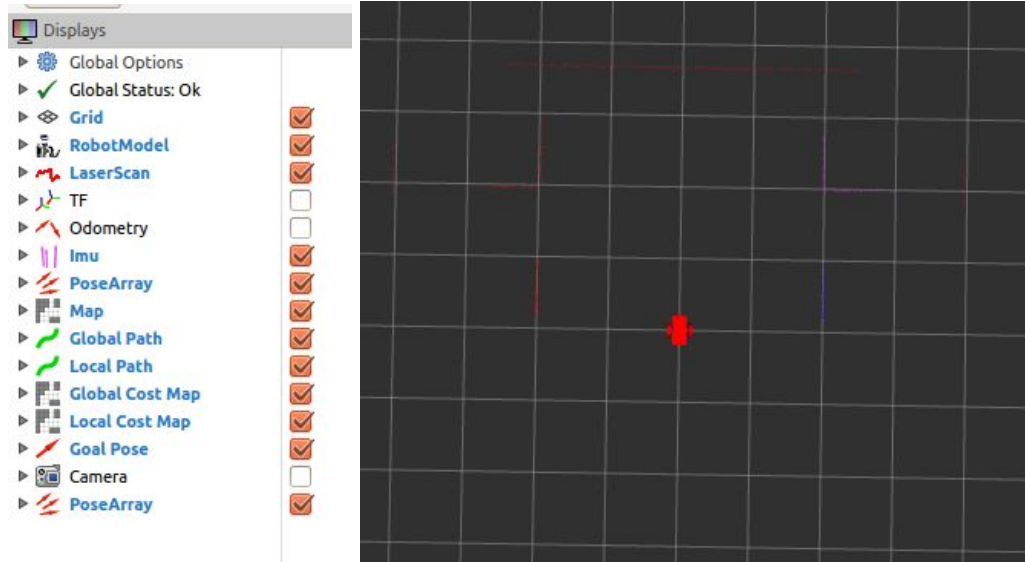 Displays
Global Options
Global Status: Ok
Grid
RobotModel
LaserScan
TF
Odometry
Imu
PoseArray
Map
Global Path
Local Path
Global Cost Map
Local Cost Map
Goal Pose
Camera
PoseArray